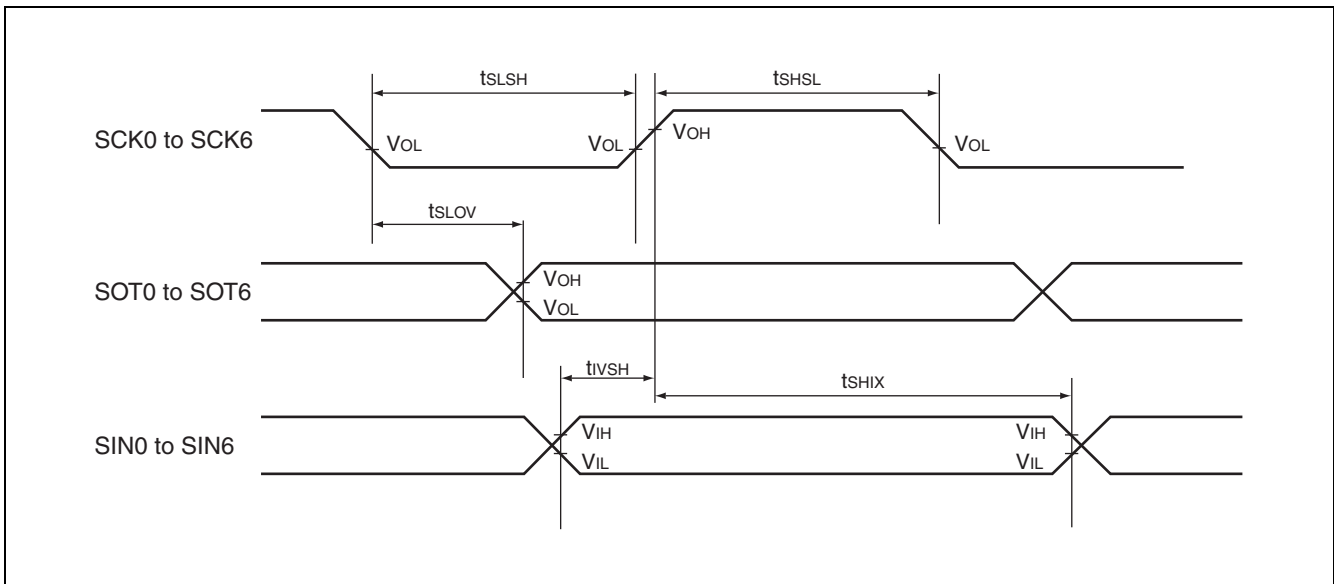 tSLSH
tSHSL
SCK0 to SCK6
VOL
VOL
VOH
VOL
tSLOV
SOT0 to SOT6
VOH
VOL
tIVSH
tSHIX
SIN0 to SIN6
VIH
VIL
VIH
VIL